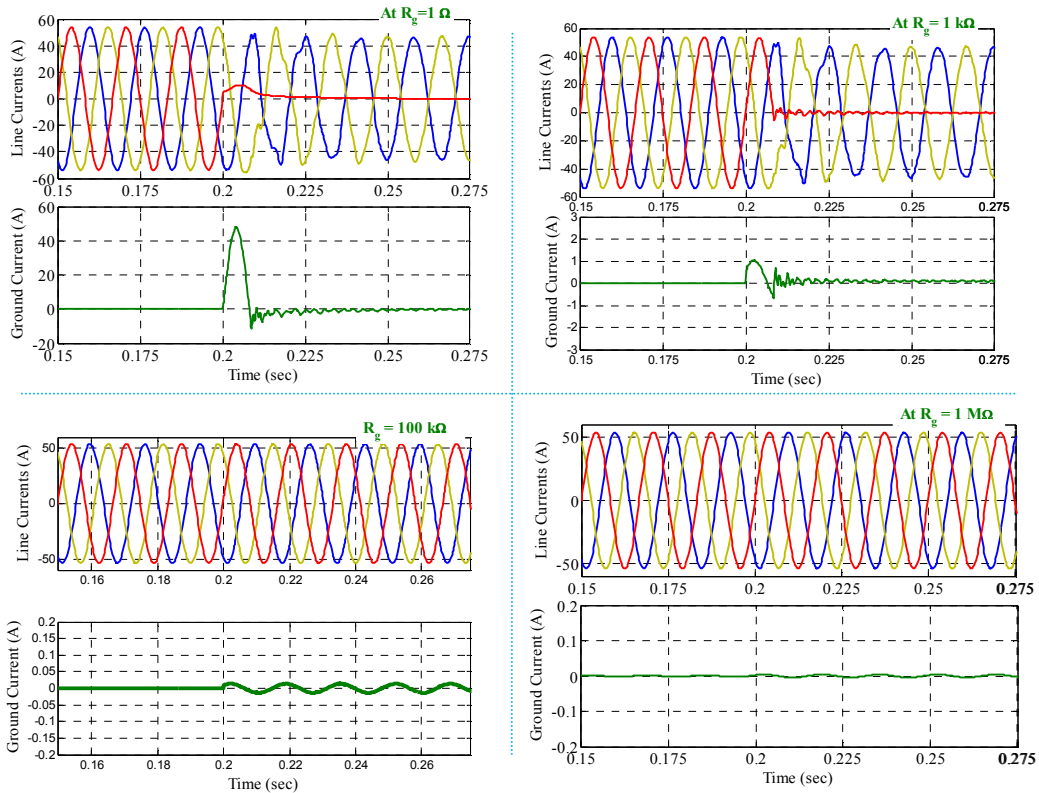 At Rg=1 Ω
Line Currents (A)
60
40
20
0
-20
-40
60
0.15 0.175 0.2 0.225 0.25 0.275
Ground Current (A)
60
40
20
0
-20
0.15 0.175 0.2 0.225 0.25 0.275
Time (sec)
At Rg = 1 kΩ
Line Currents (A)
60
40
20
0
-20
-40
-60
0.15 0.175 0.2 0.225 0.25 0.275
Ground Current (A)
3
2
1
0
-1
-2
-3
0.15 0.175 0.2 0.225 0.25 0.275
Time (sec)
Rg = 100 kΩ
Line Currents (A)
50
0
-50
0.16 0.18 0.2 0.22 0.24 0.26
Ground Current (A)
0.2
0.15
0.1
0.05
0
-0.05
-0.1
-0.15
-0.2
0.16 0.18 0.2 0.22 0.24 0.26
Time (sec)
At Rg = 1 MΩ
Line Currents (A)
50
0
-50
0.15 0.175 0.2 0.225 0.25 0.275
Ground Current (A)
0.2
0.1
0
-0.1
-0.2
0.15 0.175 0.2 0.225 0.25 0.275
Time (sec)